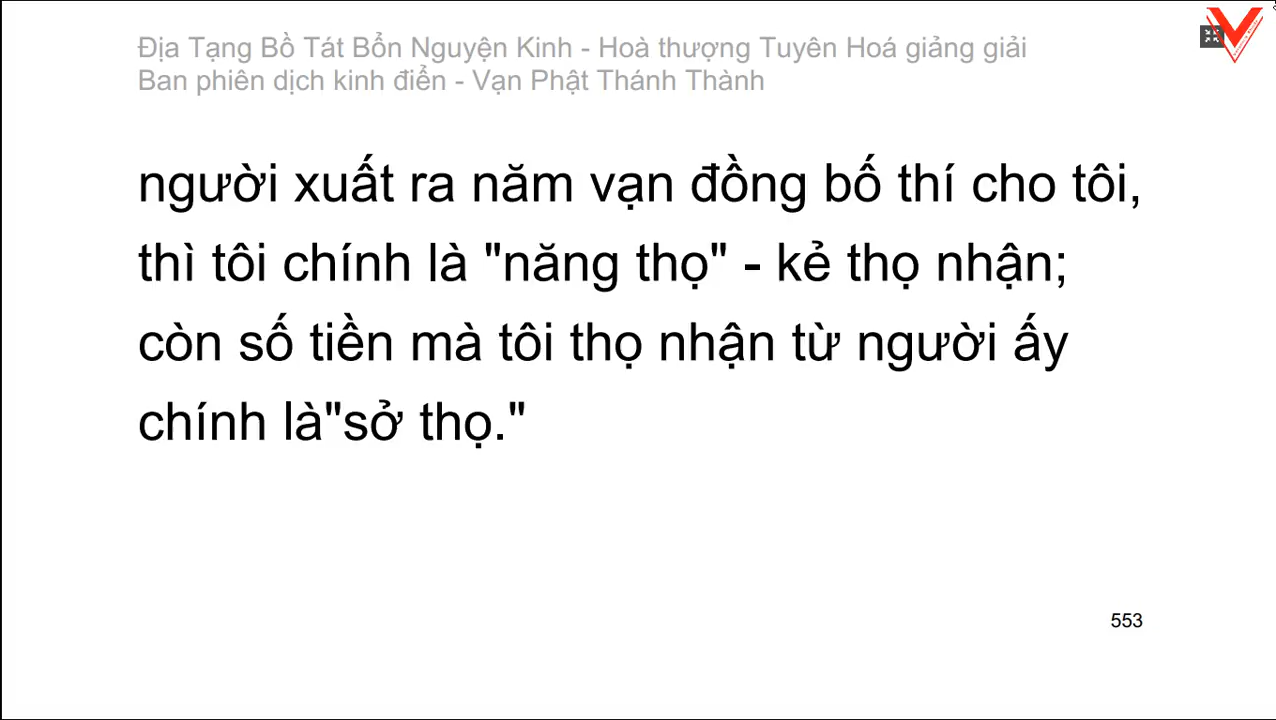 Địa Tạng Bồ Tát Bổn Nguyện Kinh - Hoà thượng Tuyên Hoá giảng giải
Ban phiên dịch kinh điển - Vạn Phật Thánh Thành
người xuất ra năm vạn đồng bố thí cho tôi,
thì tôi chính là "năng thọ" - kẻ thọ nhận;
còn số tiền mà tôi thọ nhận từ người ấy
chính là"sở thọ."
553